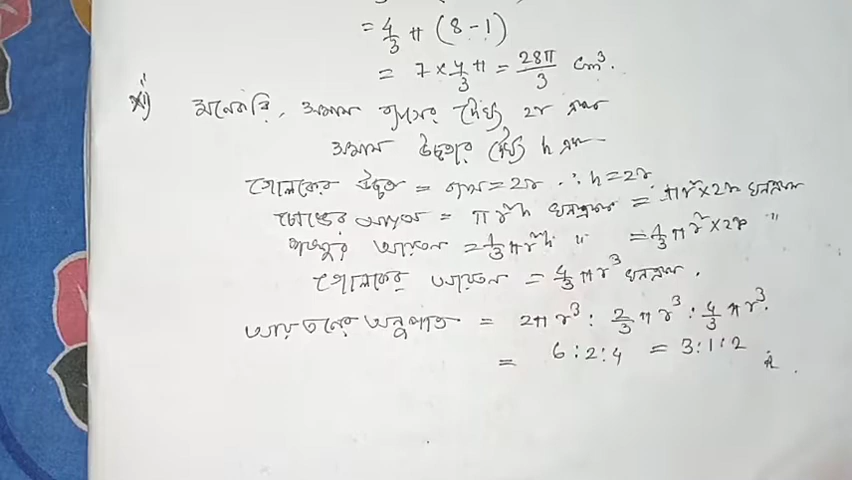 = 4/3 π (8-1)
= 7 × 4/3 π = 28π/3 cm³.
xi) মনেকরি, সমান ব্যাসের দৈর্ঘ্য 2r একক
সমান উচ্চতার দৈর্ঘ্য h একক
গোলকের উচ্চতা = ব্যাস = 2r ∴ h = 2r.
চোঙের আয়তন = πr²h ঘনএকক = πr² × 2r ঘনএকক
শঙ্কুর আয়তন = 1/3 πr²h " = 1/3 πr² × 2r "
গোলকের আয়তন = 4/3 πr³ ঘনএকক.
আয়তনের অনুপাত = 2πr³ : 2/3 πr³ : 4/3 πr³.
= 6:2:4 = 3:1:2